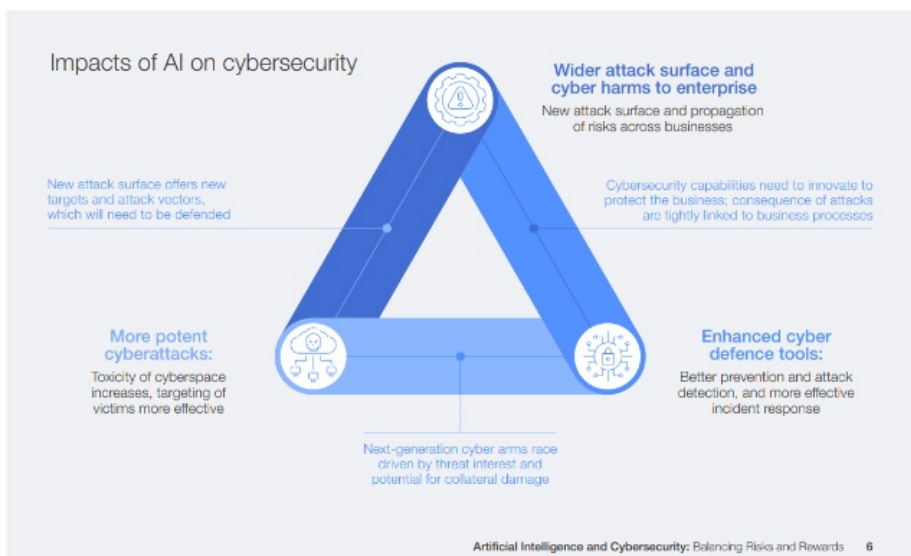 Impacts of AI on cybersecurity
Wider attack surface and
cyber harms to enterprise
New attack surface and propagation
of risks across businesses
New attack surface offers new
targets and attack vectors,
which will need to be defended
Cybersecurity capabilities need to innovate to
protect the business; consequence of attacks
are tightly linked to business processes
More potent
cyberattacks:
Toxicity of cyberspace
increases, targeting of
victims more effective
Enhanced cyber
defence tools:
Better prevention and attack
detection, and more effective
incident response
Next-generation cyber arms race
driven by threat interest and
potential for collateral damage
Artificial Intelligence and Cybersecurity: Balancing Risks and Rewards 6